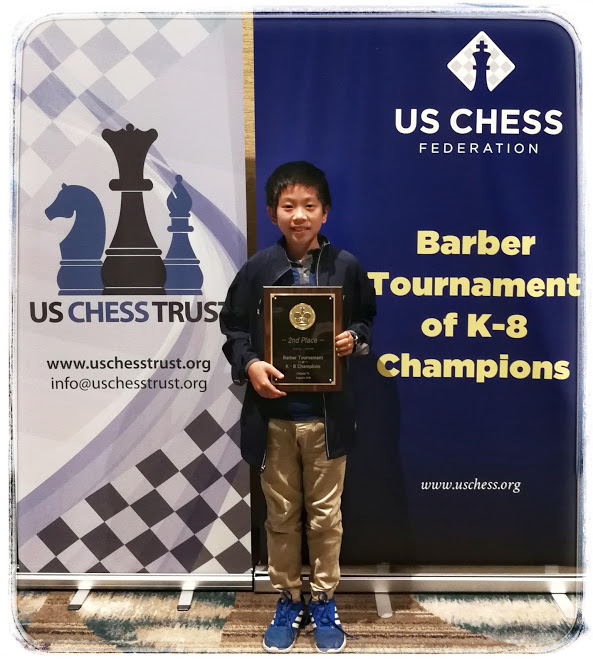 US CHESS
FEDERATION
Barber
Tournament
of K-8
Champions
www.uschess.org
US CHESS TRUST
www.uschesstrust.org
info@uschesstrust.org
2nd Place
Barber Tournament
K - 8 Champions